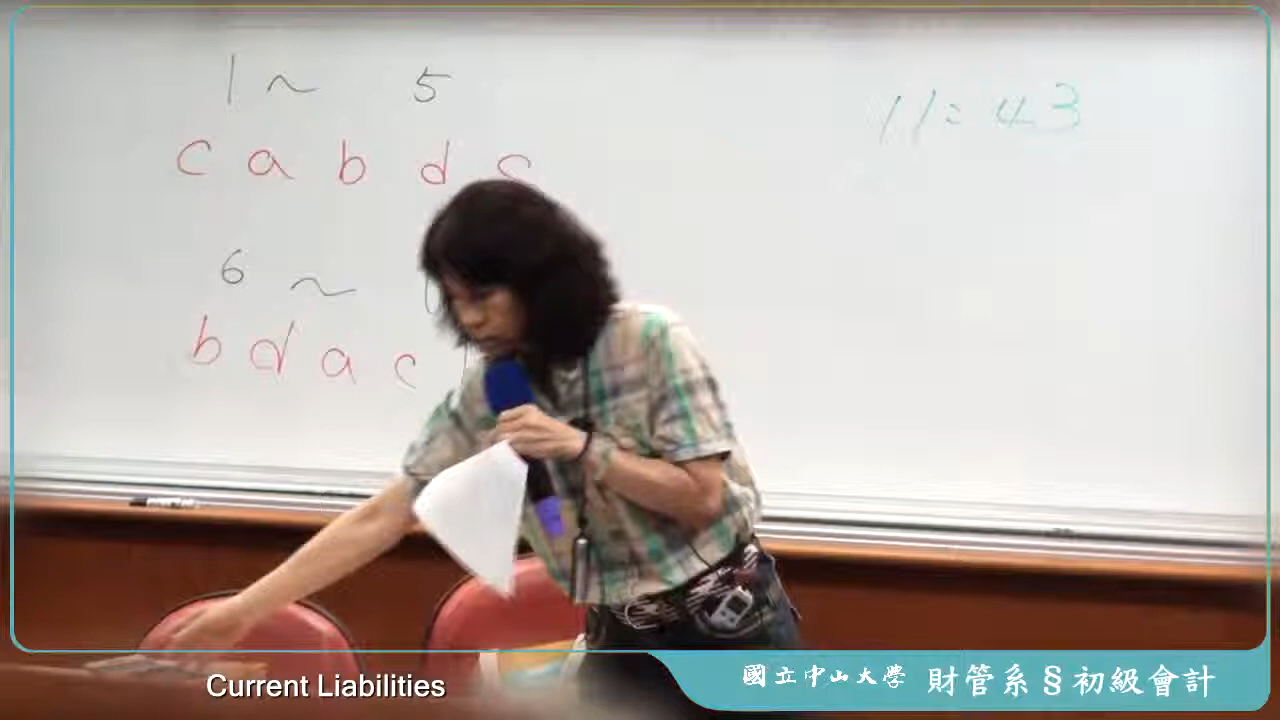 1 ~ 5
11=43
c a b d c
6 ~
b d a c
Current Liabilities
國立中山大學 財管系§初級會計